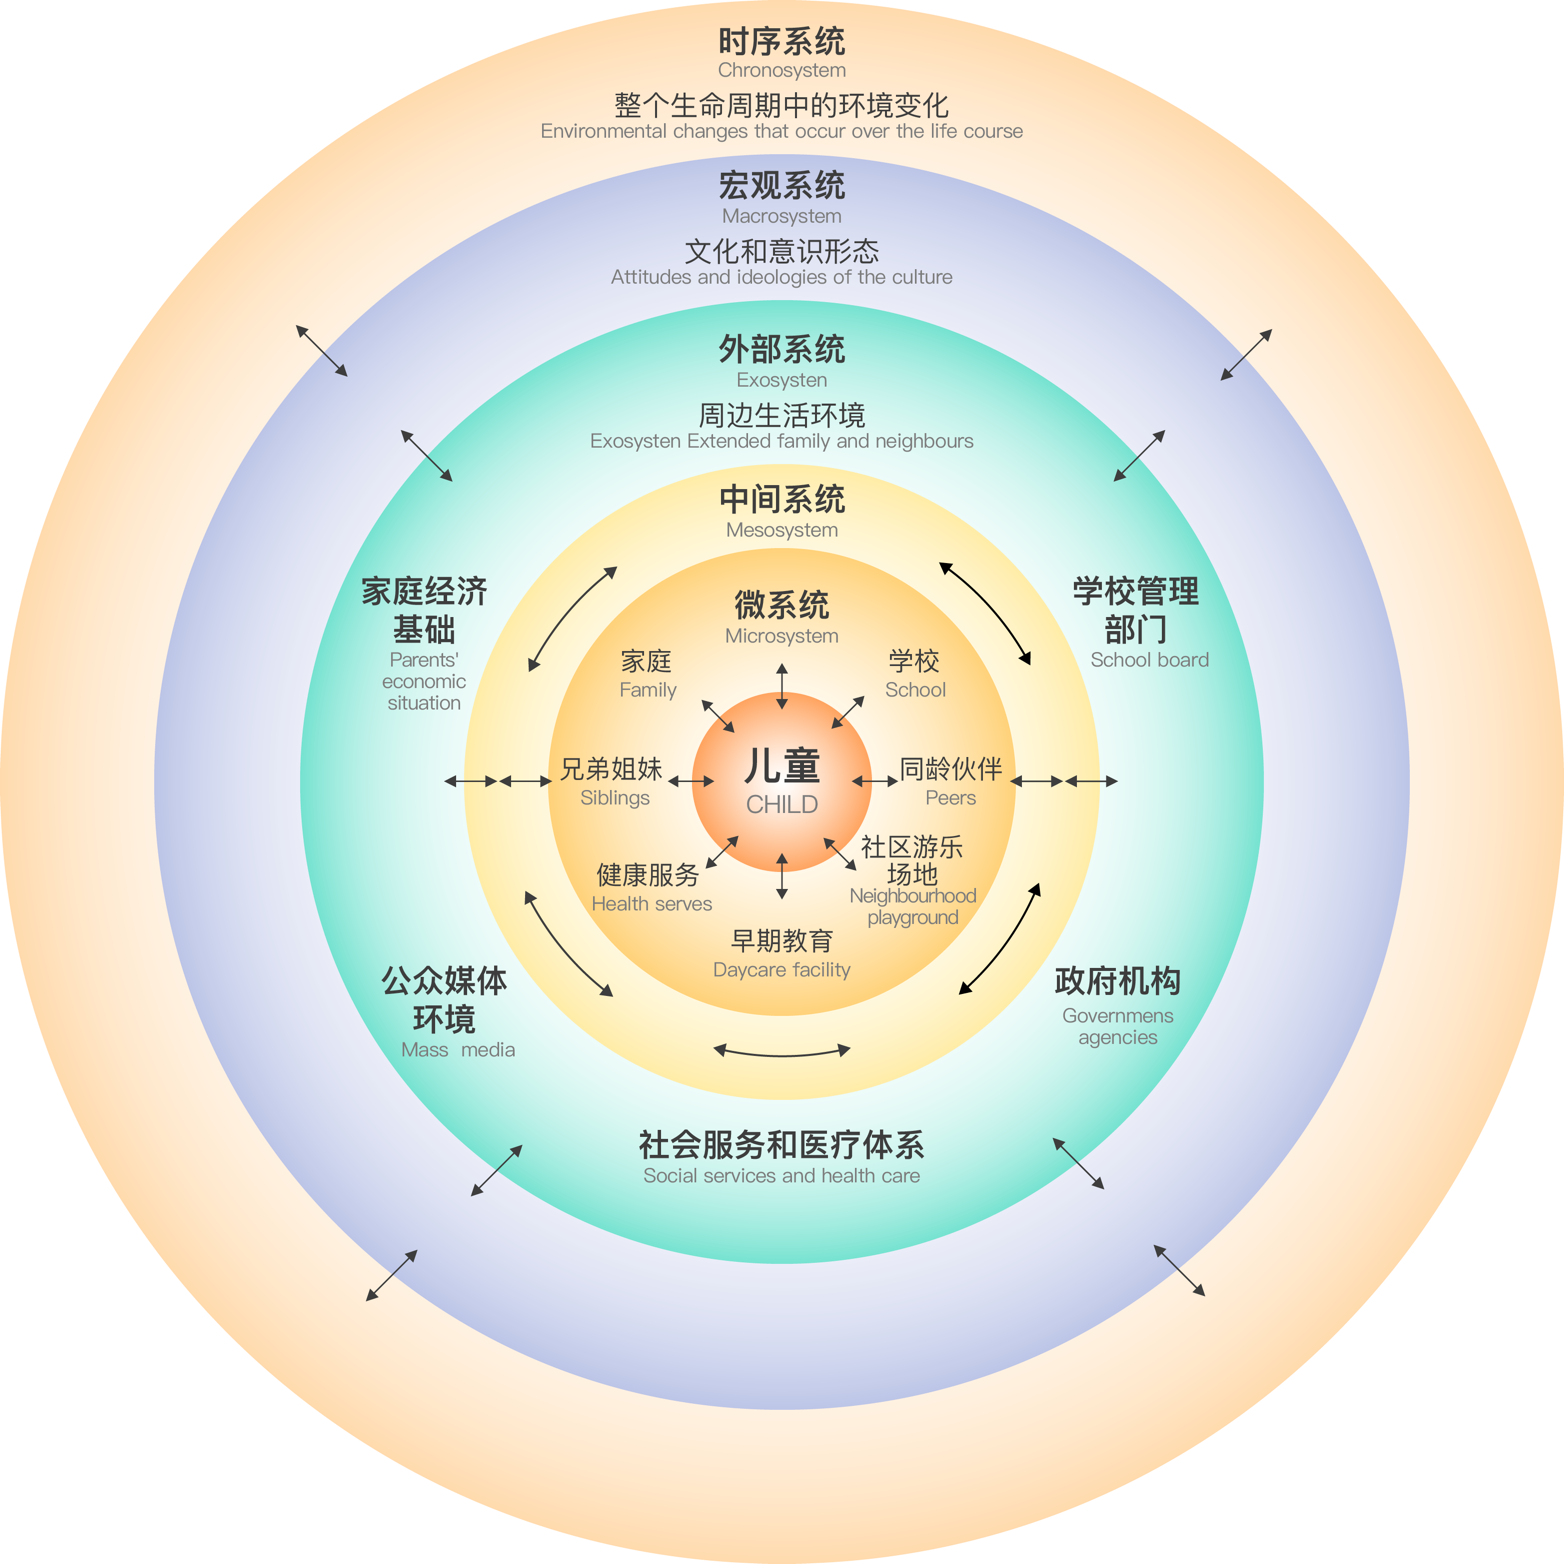 时序系统
Chronosystem
整个生命周期中的环境变化
Environmental changes that occur over the life course
宏观系统
Macrosystem
文化和意识形态
Attitudes and ideologies of the culture
外部系统
Exosysten
周边生活环境
Exosysten Extended family and neighbours
中间系统
Mesosystem
家庭经济
基础
Parents'
economic
situation
学校管理
部门
School board
微系统
Microsystem
家庭
Family
学校
School
兄弟姐妹
Siblings
儿童
CHILD
同龄伙伴
Peers
健康服务
Health serves
社区游乐
场地
Neighbourhood
playground
早期教育
Daycare facility
公众媒体
环境
Mass media
政府机构
Governmens
agencies
社会服务和医疗体系
Social services and health care